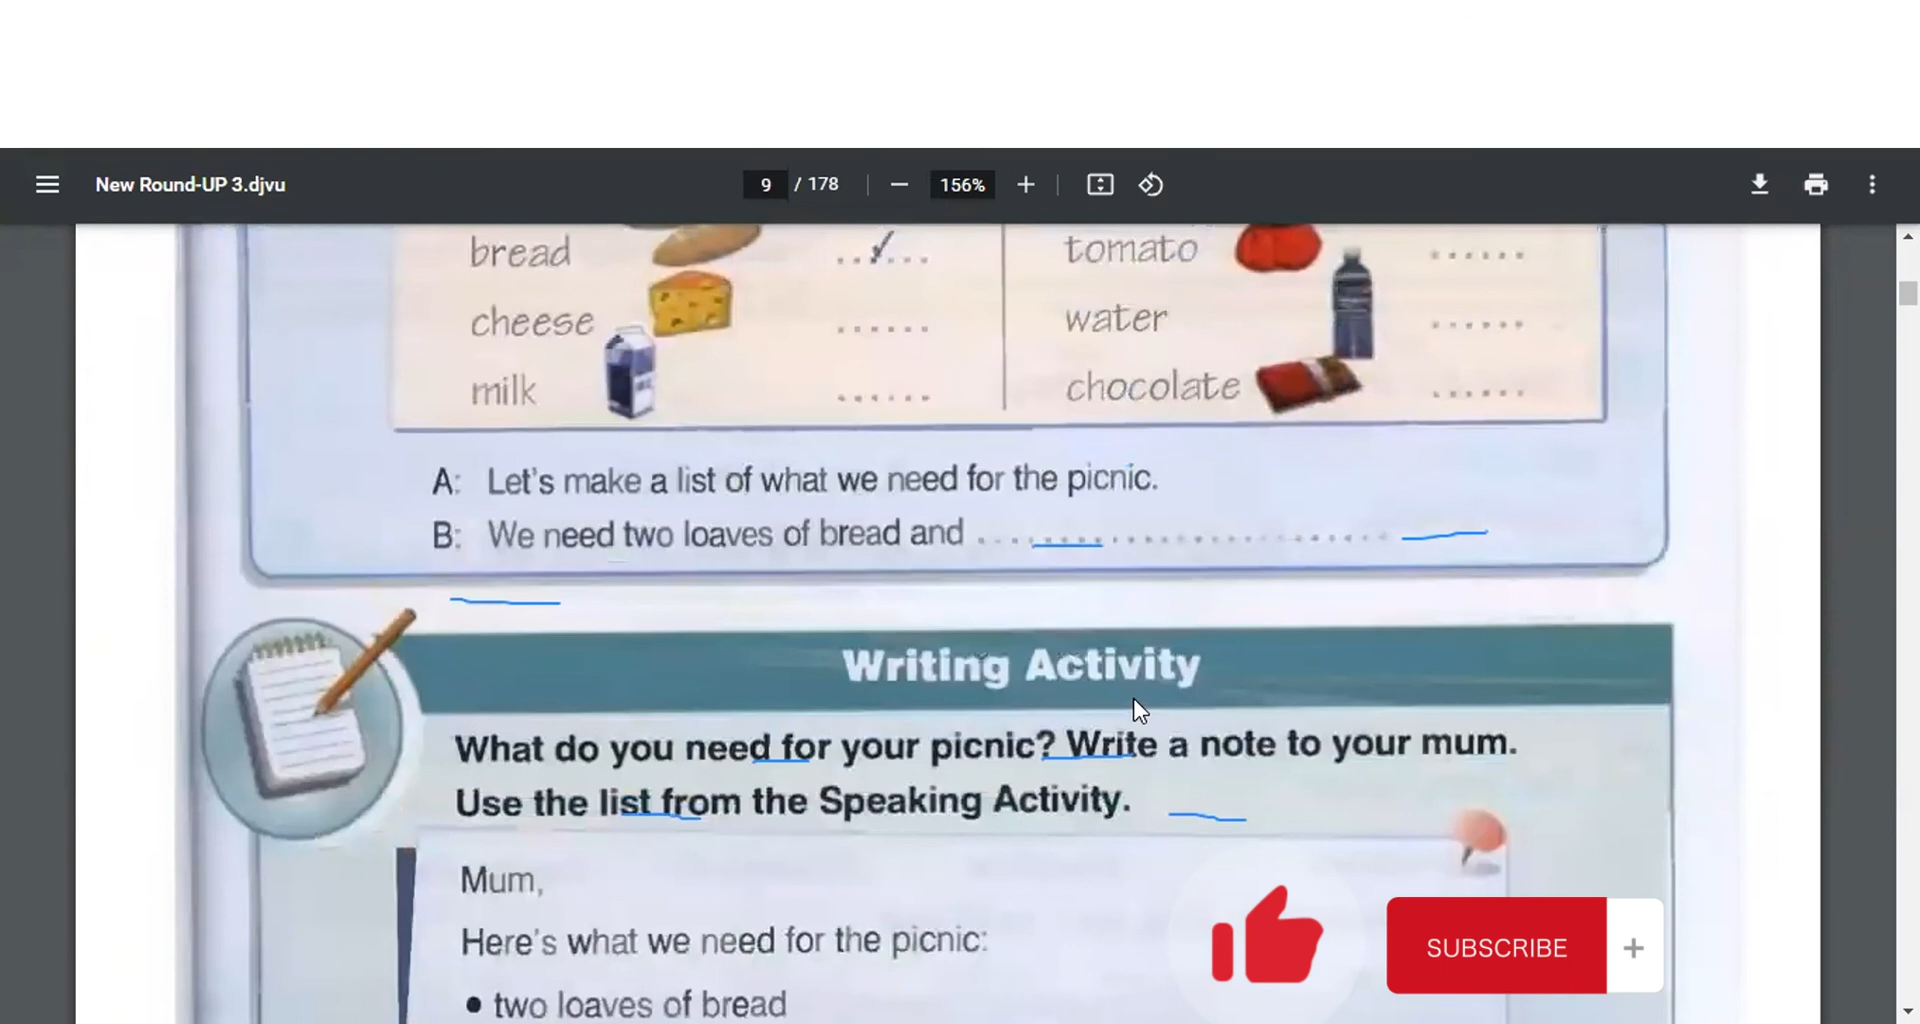 New Round-UP 3.djvu
9 / 178
156%
bread
tomato
cheese
water
milk
chocolate
A: Let's make a list of what we need for the picnic.
B: We need two loaves of bread and ....................
Writing Activity
What do you need for your picnic? Write a note to your mum.
Use the list from the Speaking Activity.
Mum,
Here's what we need for the picnic:
• two loaves of bread
SUBSCRIBE